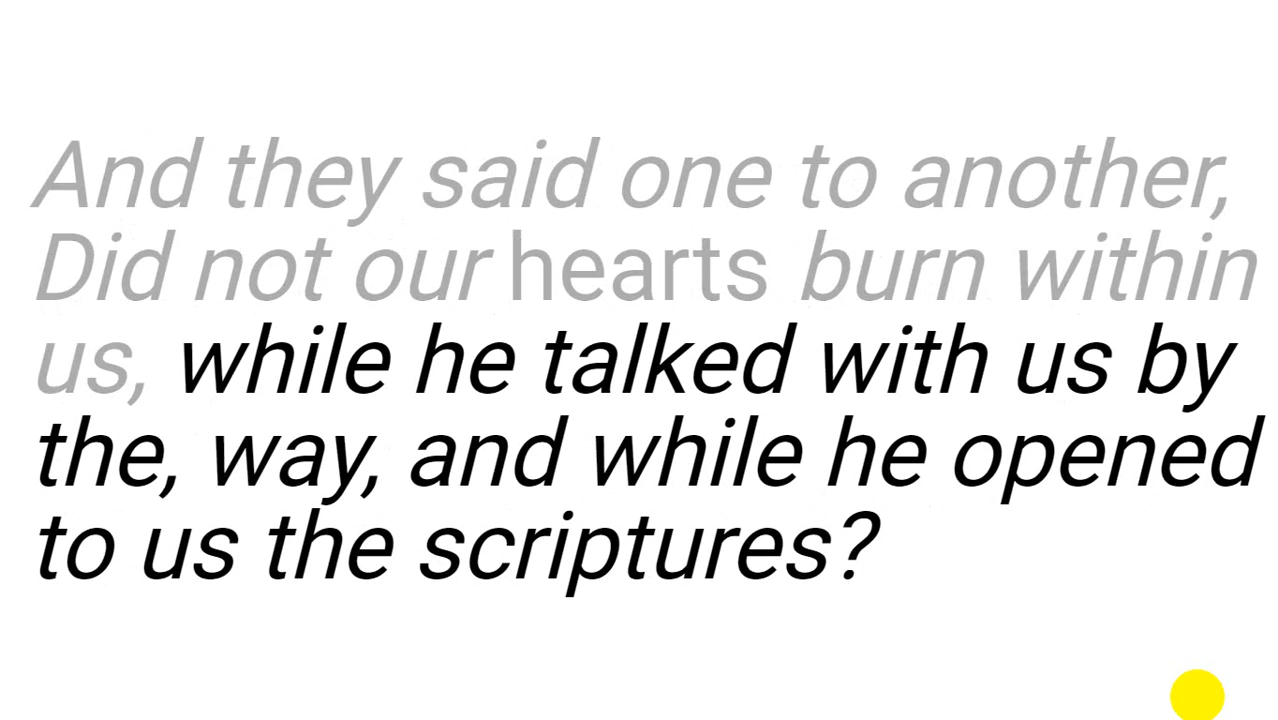 And they said one to another,
Did not our hearts burn within
us, while he talked with us by
the, way, and while he opened
to us the scriptures?